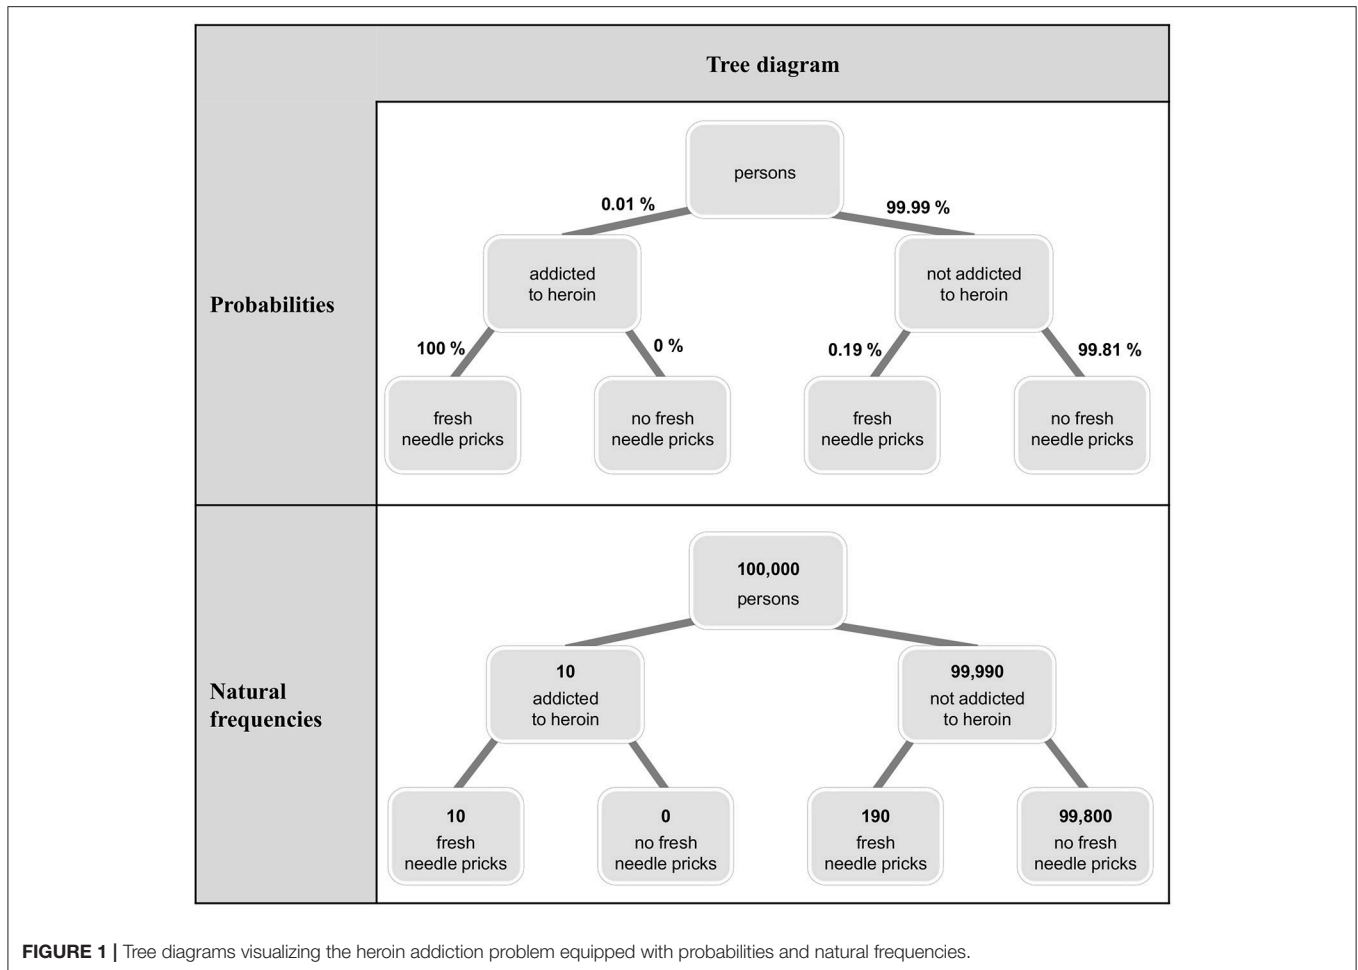 Tree diagram
Probabilities
persons
0.01 %
99.99 %
addicted
to heroin
not addicted
to heroin
100 %
0 %
0.19 %
99.81 %
fresh
needle pricks
no fresh
needle pricks
fresh
needle pricks
no fresh
needle pricks
Natural
frequencies
100,000
persons
10
addicted
to heroin
99,990
not addicted
to heroin
10
fresh
needle pricks
0
no fresh
needle pricks
190
fresh
needle pricks
99,800
no fresh
needle pricks
FIGURE 1 | Tree diagrams visualizing the heroin addiction problem equipped with probabilities and natural frequencies.